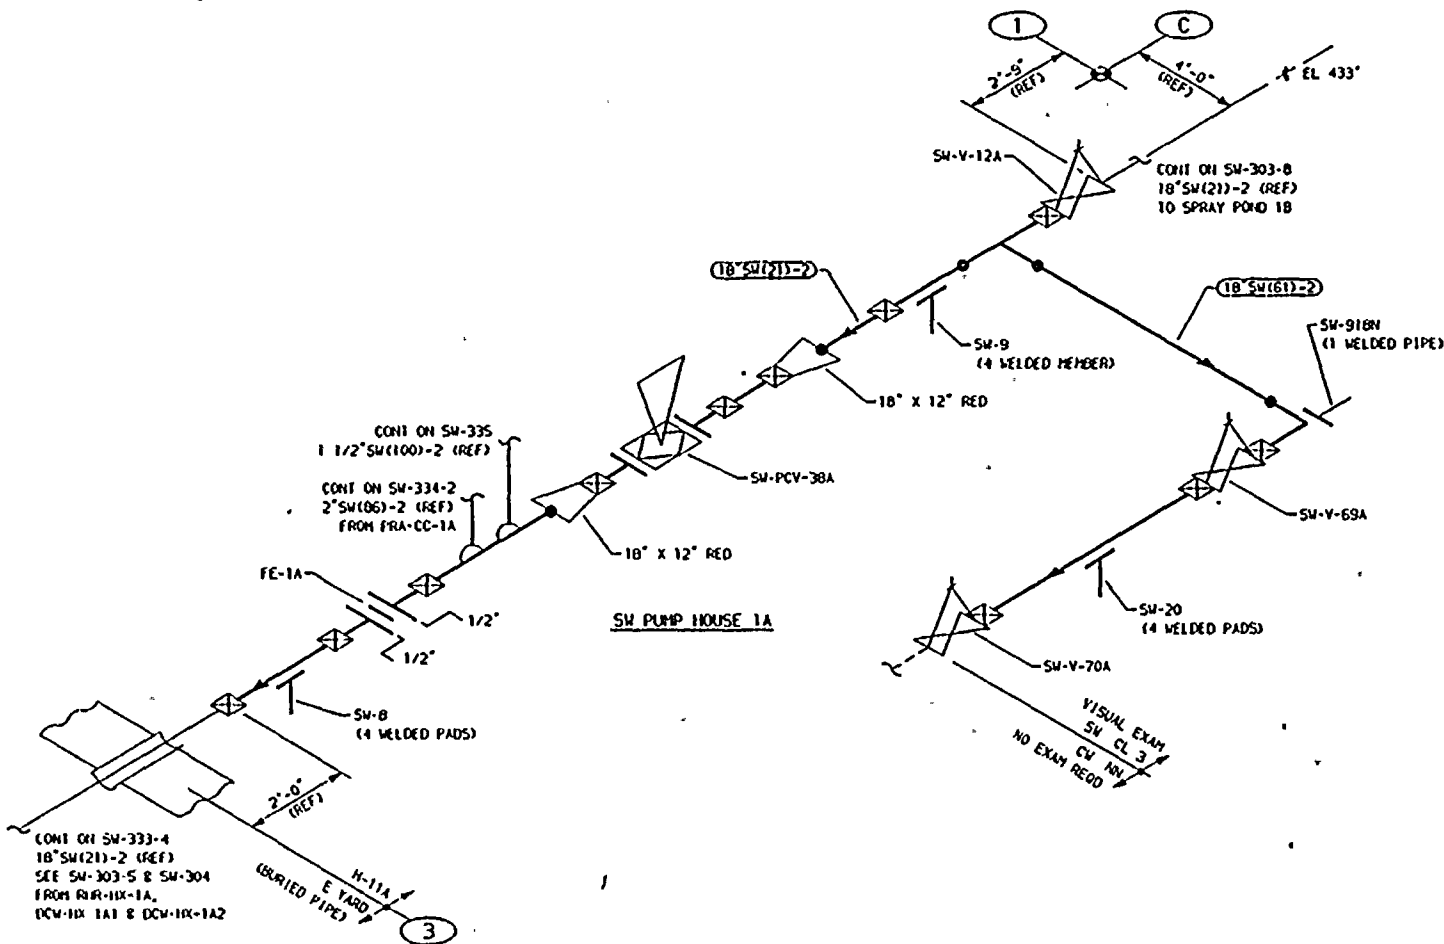 1
C
2'-9"
(REF)
4'-0"
(REF)
EL 433'
SW-V-12A
CONT ON SW-303-8
18"SW(21)-2 (REF)
TO SPRAY POND 1B
18"SW(21)-2
18"SW(61)-2
SW-918N
(1 WELDED PIPE)
SW-9
(4 WELDED MEMBER)
18" X 12" RED
CONT ON SW-335
1 1/2"SW(100)-2 (REF)
SW-PCV-38A
CONT ON SW-334-2
2"SW(86)-2 (REF)
FROM PRA-CC-1A
SW-V-69A
18" X 12" RED
FE-1A
1/2"
SW PUMP HOUSE 1A
SW-20
(4 WELDED PADS)
1/2"
SW-V-70A
SW-8
(4 WELDED PADS)
VISUAL EXAM
SW CL 3
CW NN
NO EXAM REQD
2'-0"
(REF)
CONT ON SW-333-4
18"SW(21)-2 (REF)
SEE SW-303-5 & SW-304
FROM RHR-HX-1A,
DCW-HX 1A1 & DCW-HX-1A2
H-11A
E YARD
(BURIED PIPE)
3